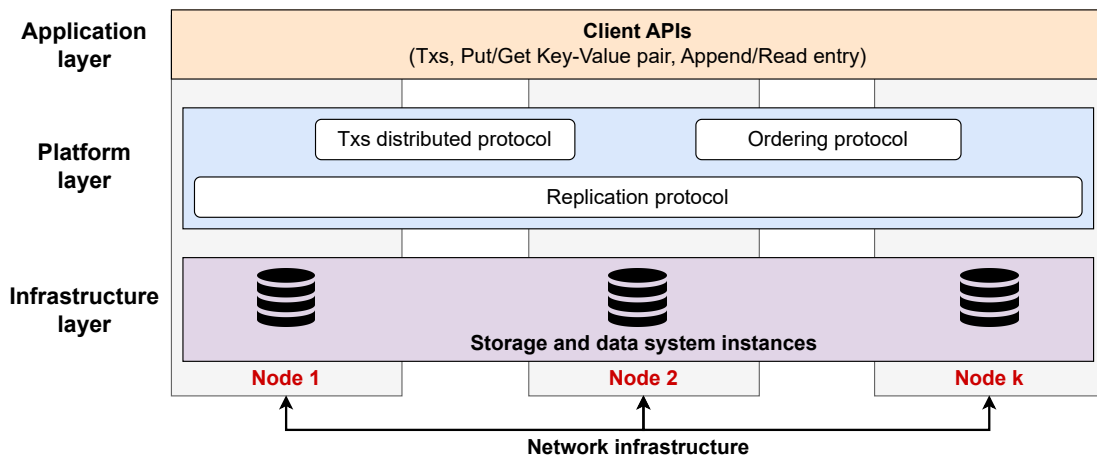 Application
layer
Client APIs
(Txs, Put/Get Key-Value pair, Append/Read entry)
Platform
layer
Txs distributed protocol
Ordering protocol
Replication protocol
Infrastructure
layer
Storage and data system instances
Node 1
Node 2
Node k
Network infrastructure